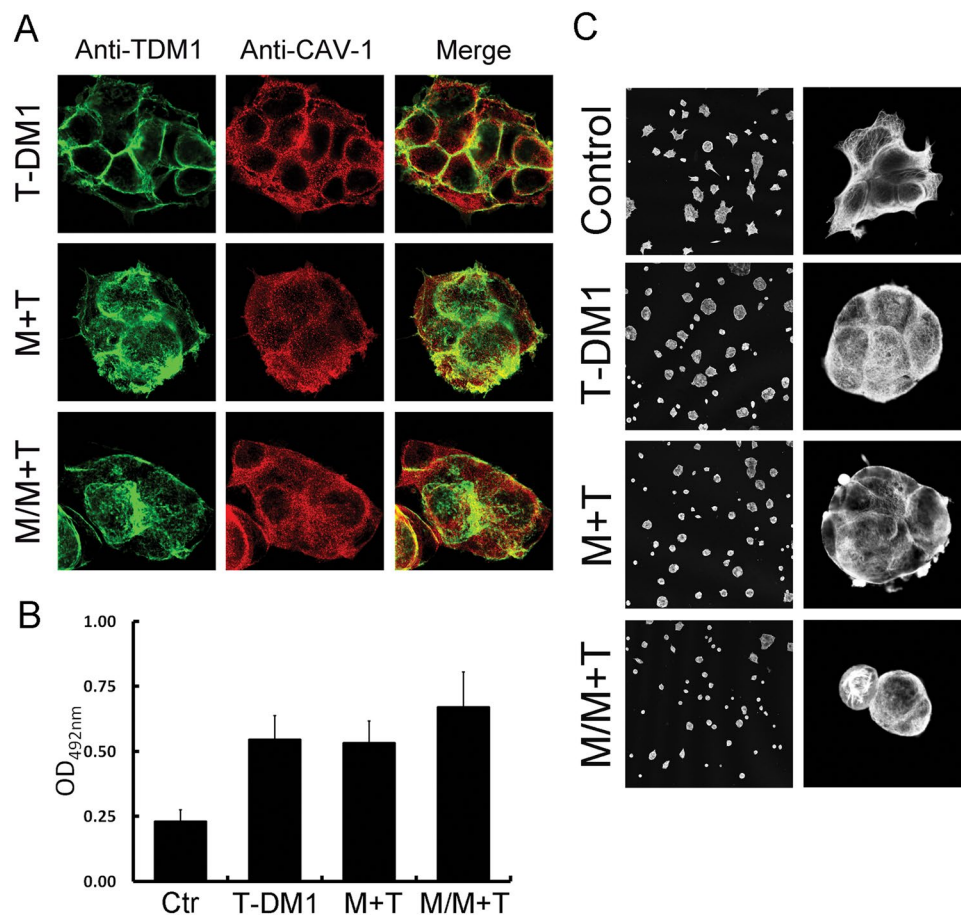 A
Anti-TDM1 Anti-CAV-1 Merge
T-DM1
M+T
M/M+T
B
1.00
0.75
0.50
0.25
0.00
OD492nm
Ctr T-DM1 M+T M/M+T
C
Control
T-DM1
M+T
M/M+T